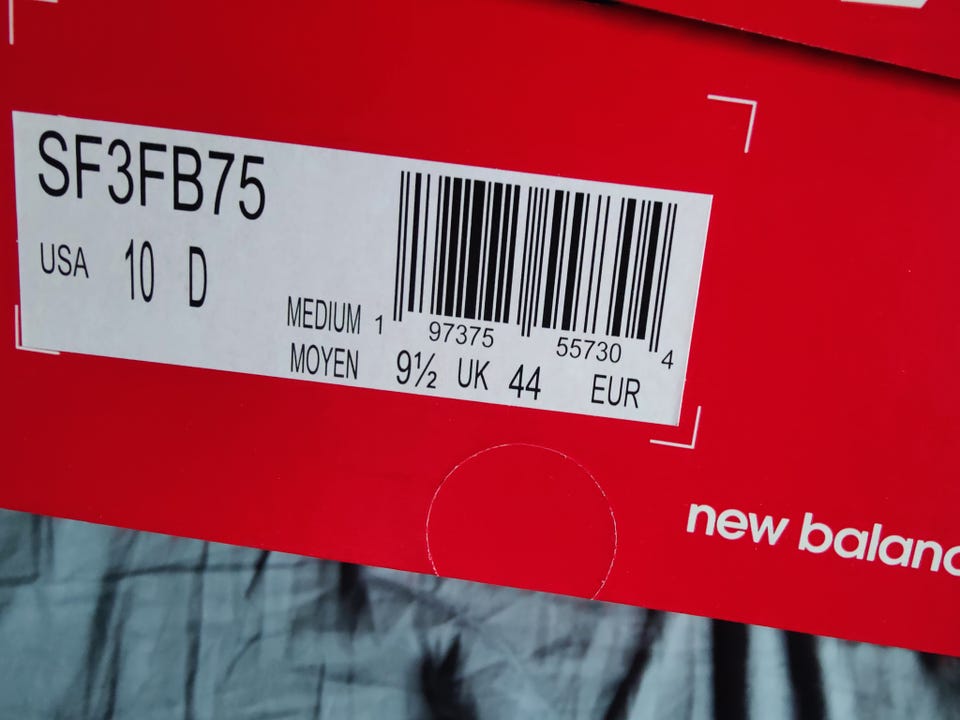 SF3FB75
USA 10 D
MEDIUM
MOYEN
1 97375 55730 4
9½ UK 44 EUR
new balanc